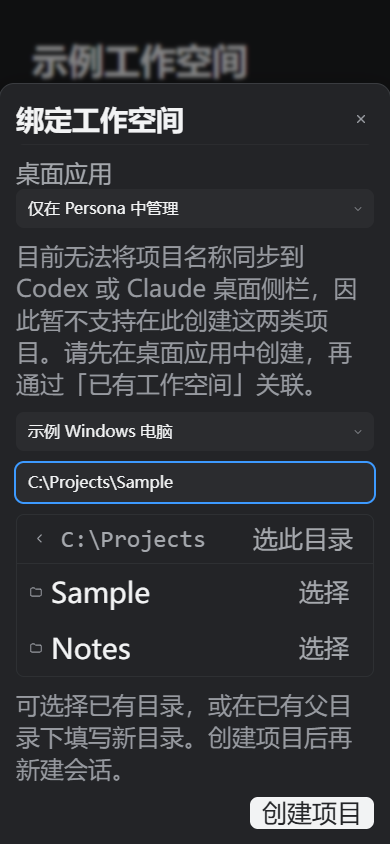 示例工作空间
绑定工作空间
桌面应用
仅在 Persona 中管理
目前无法将项目名称同步到
Codex 或 Claude 桌面侧栏，因
此暂不支持在此创建这两类项
目。请先在桌面应用中创建，再
通过「已有工作空间」关联。
示例 Windows 电脑
C:\Projects\Sample
C:\Projects 选此目录
Sample 选择
Notes 选择
可选择已有目录，或在已有父目
录下填写新目录。创建项目后再
新建会话。
创建项目